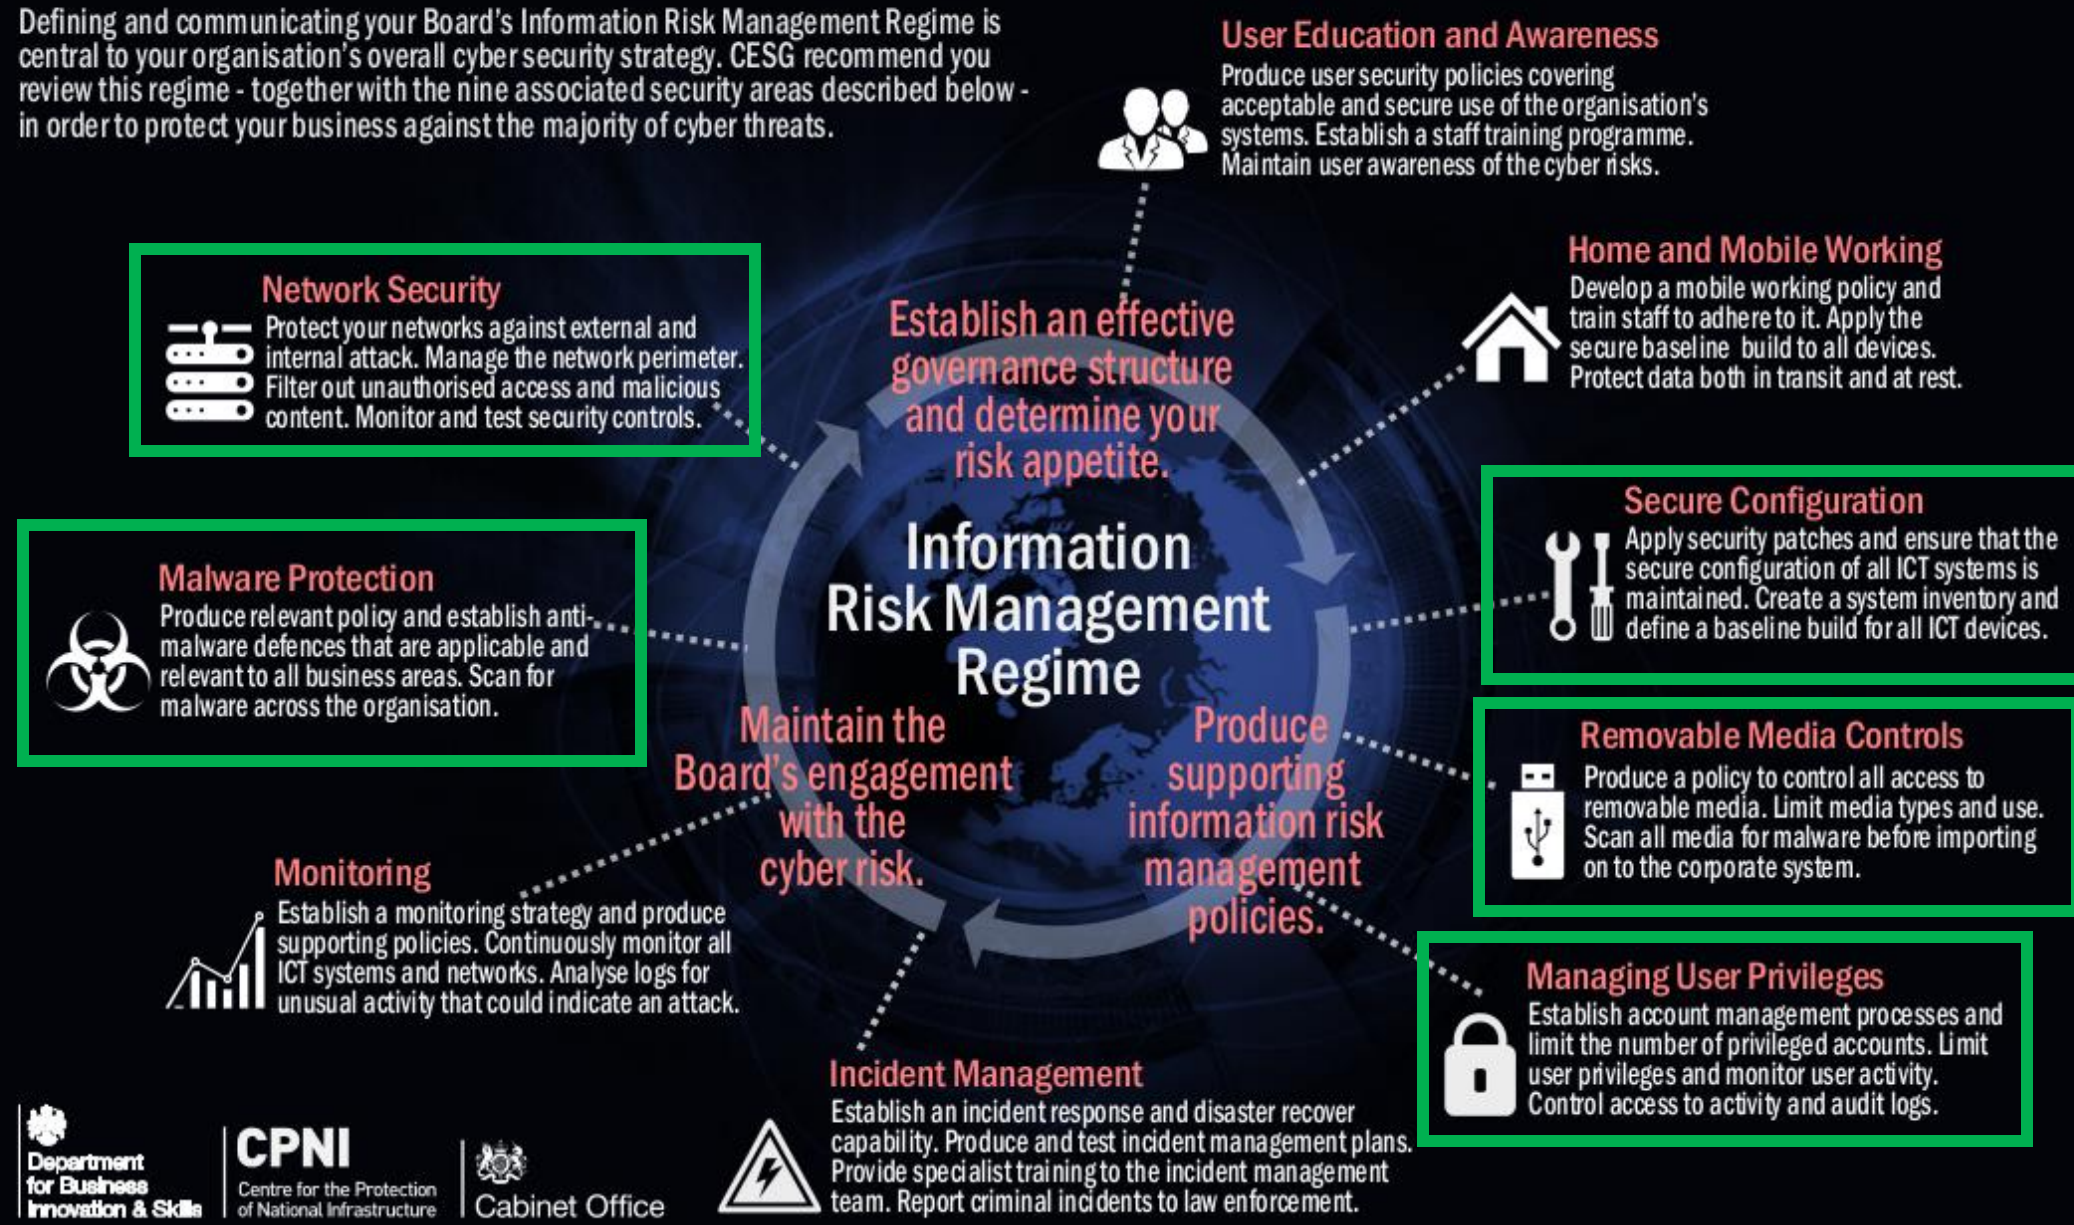 Defining and communicating your Board's Information Risk Management Regime is
central to your organisation's overall cyber security strategy. CESG recommend you
review this regime - together with the nine associated security areas described below -
in order to protect your business against the majority of cyber threats.
User Education and Awareness
Produce user security policies covering
acceptable and secure use of the organisation's
systems. Establish a staff training programme.
Maintain user awareness of the cyber risks.
Home and Mobile Working
Develop a mobile working policy and
train staff to adhere to it. Apply the
secure baseline build to all devices.
Protect data both in transit and at rest.
Network Security
Protect your networks against external and
internal attack. Manage the network perimeter.
Filter out unauthorised access and malicious
content. Monitor and test security controls.
Establish an effective
governance structure
and determine your
risk appetite.
Secure Configuration
Apply security patches and ensure that the
secure configuration of all ICT systems is
maintained. Create a system inventory and
define a baseline build for all ICT devices.
Information
Risk Management
Regime
Malware Protection
Produce relevant policy and establish anti-
malware defences that are applicable and
relevant to all business areas. Scan for
malware across the organisation.
Maintain the
Board's engagement
with the
cyber risk.
Produce
supporting
information risk
management
policies.
Removable Media Controls
Produce a policy to control all access to
removable media. Limit media types and use.
Scan all media for malware before importing
on to the corporate system.
Monitoring
Establish a monitoring strategy and produce
supporting policies. Continuously monitor all
ICT systems and networks. Analyse logs for
unusual activity that could indicate an attack.
Managing User Privileges
Establish account management processes and
limit the number of privileged accounts. Limit
user privileges and monitor user activity.
Control access to activity and audit logs.
Incident Management
Establish an incident response and disaster recover
capability. Produce and test incident management plans.
Provide specialist training to the incident management
team. Report criminal incidents to law enforcement.
Department
for Business
Innovation & Skills
CPNI
Centre for the Protection
of National Infrastructure
Cabinet Office